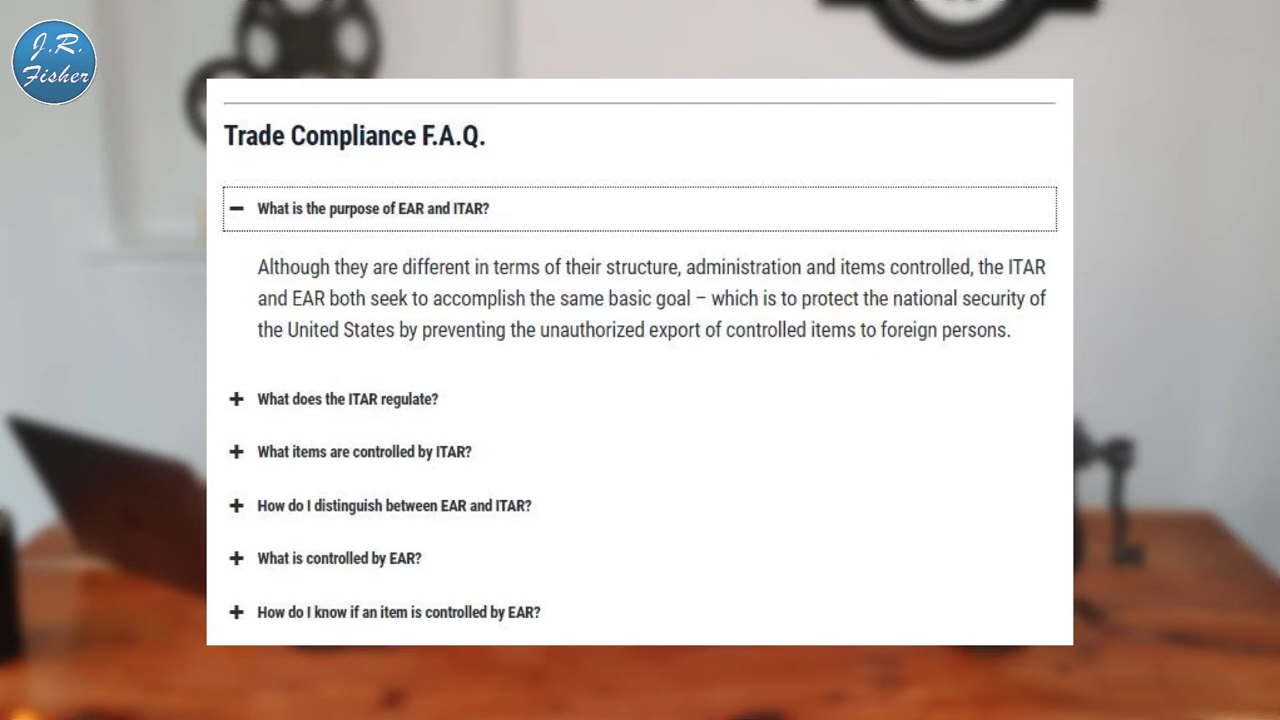 J.R.
Fisher
Trade Compliance F.A.Q.
What is the purpose of EAR and ITAR?
Although they are different in terms of their structure, administration and items controlled, the ITAR
and EAR both seek to accomplish the same basic goal – which is to protect the national security of
the United States by preventing the unauthorized export of controlled items to foreign persons.
What does the ITAR regulate?
What items are controlled by ITAR?
How do I distinguish between EAR and ITAR?
What is controlled by EAR?
How do I know if an item is controlled by EAR?